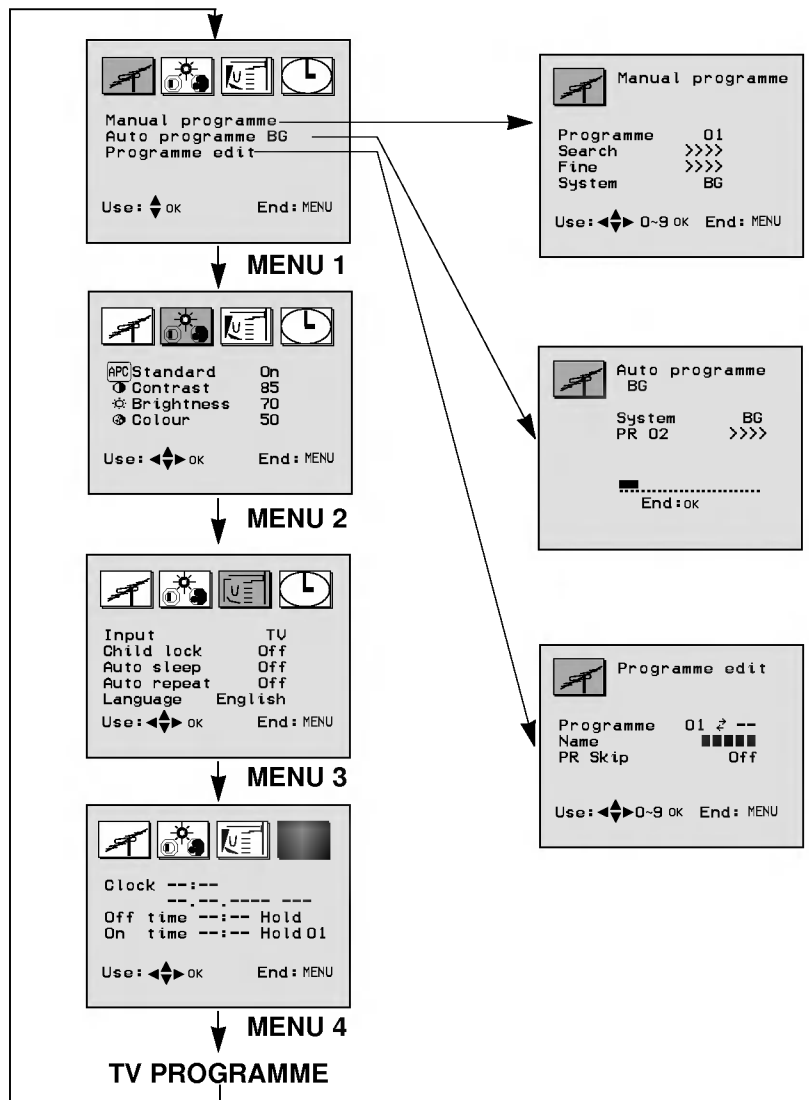 Manual programme
Auto programme BG
Programme edit
Use: OK End: MENU
MENU 1
APC Standard On
Contrast 85
Brightness 70
Colour 50
Use: OK End: MENU
MENU 2
Input TV
Child lock Off
Auto sleep Off
Auto repeat Off
Language English
Use: OK End: MENU
MENU 3
Clock --:--
--.--.---- ---
Off time --:-- Hold
On time --:-- Hold 01
Use: OK End: MENU
MENU 4
TV PROGRAMME
Manual programme
Programme 01
Search >>>>
Fine >>>>
System BG
Use: 0~9 OK End: MENU
Auto programme
BG
System BG
PR 02 >>>>
End:OK
Programme edit
Programme 01 ⇄ --
Name
PR Skip Off
Use: 0~9 OK End: MENU